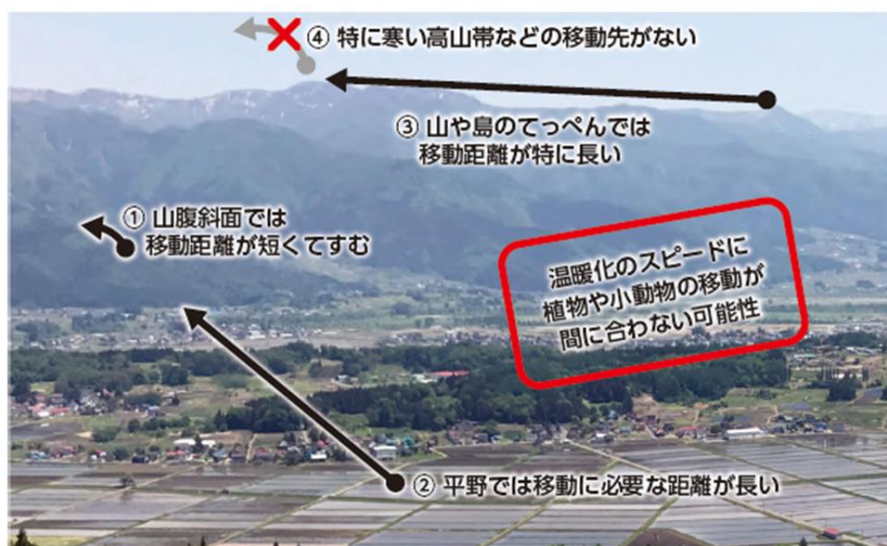 ④ 特に寒い高山帯などの移動先がない
③ 山や島のてっぺんでは
移動距離が特に長い
① 山腹斜面では
移動距離が短くてすむ
温暖化のスピードに
植物や小動物の移動が
間に合わない可能性
② 平野では移動に必要な距離が長い